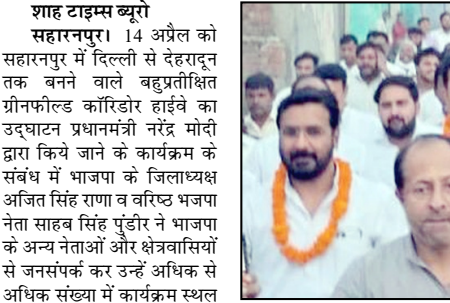 शाह टाइम्स ब्यूरो
सहारनपुर। 14 अप्रैल को
सहारनपुर में दिल्ली से देहरादून
तक बनने वाले बहुप्रतीक्षित
ग्रीनफील्ड कॉरिडोर हाईवे का
उद्घाटन प्रधानमंत्री नरेंद्र मोदी
द्वारा किये जाने के कार्यक्रम के
संबंध में भाजपा के जिलाध्यक्ष
अजित सिंह राणा व वरिष्ठ भजपा
नेता साहब सिंह पुंडीर ने भाजपा
के अन्य नेताओं और क्षेत्रवासियों
से जनसंपर्क कर उन्हें अधिक से
अधिक संख्या में कार्यक्रम स्थल